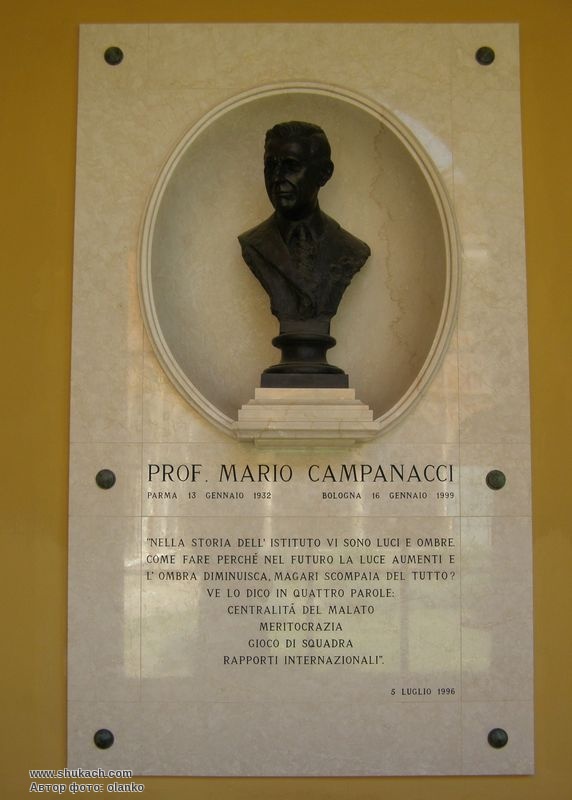 PROF. MARIO CAMPANACCI
PARMA 13 GENNAIO 1932 BOLOGNA 16 GENNAIO 1999
"NELLA STORIA DELL' ISTITUTO VI SONO LUCI E OMBRE.
COME FARE PERCHÉ NEL FUTURO LA LUCE AUMENTI E
L' OMBRA DIMINUISCA, MAGARI SCOMPAIA DEL TUTTO?
VE LO DICO IN QUATTRO PAROLE:
CENTRALITÁ DEL MALATO
MERITOCRAZIA
GIOCO DI SQUADRA
RAPPORTI INTERNAZIONALI".
5 LUGLIO 1996
www.shukach.com
Автор фото: olanko